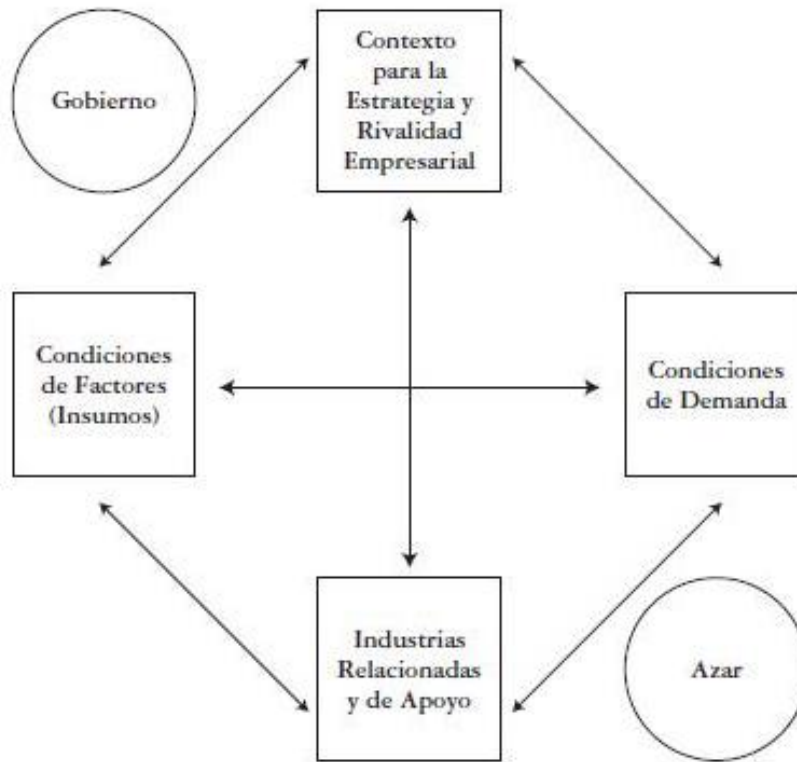 Gobierno
Contexto
para la
Estrategia y
Rivalidad
Empresarial
Condiciones
de Factores
(Insumos)
Condiciones
de Demanda
Industrias
Relacionadas
y de Apoyo
Azar